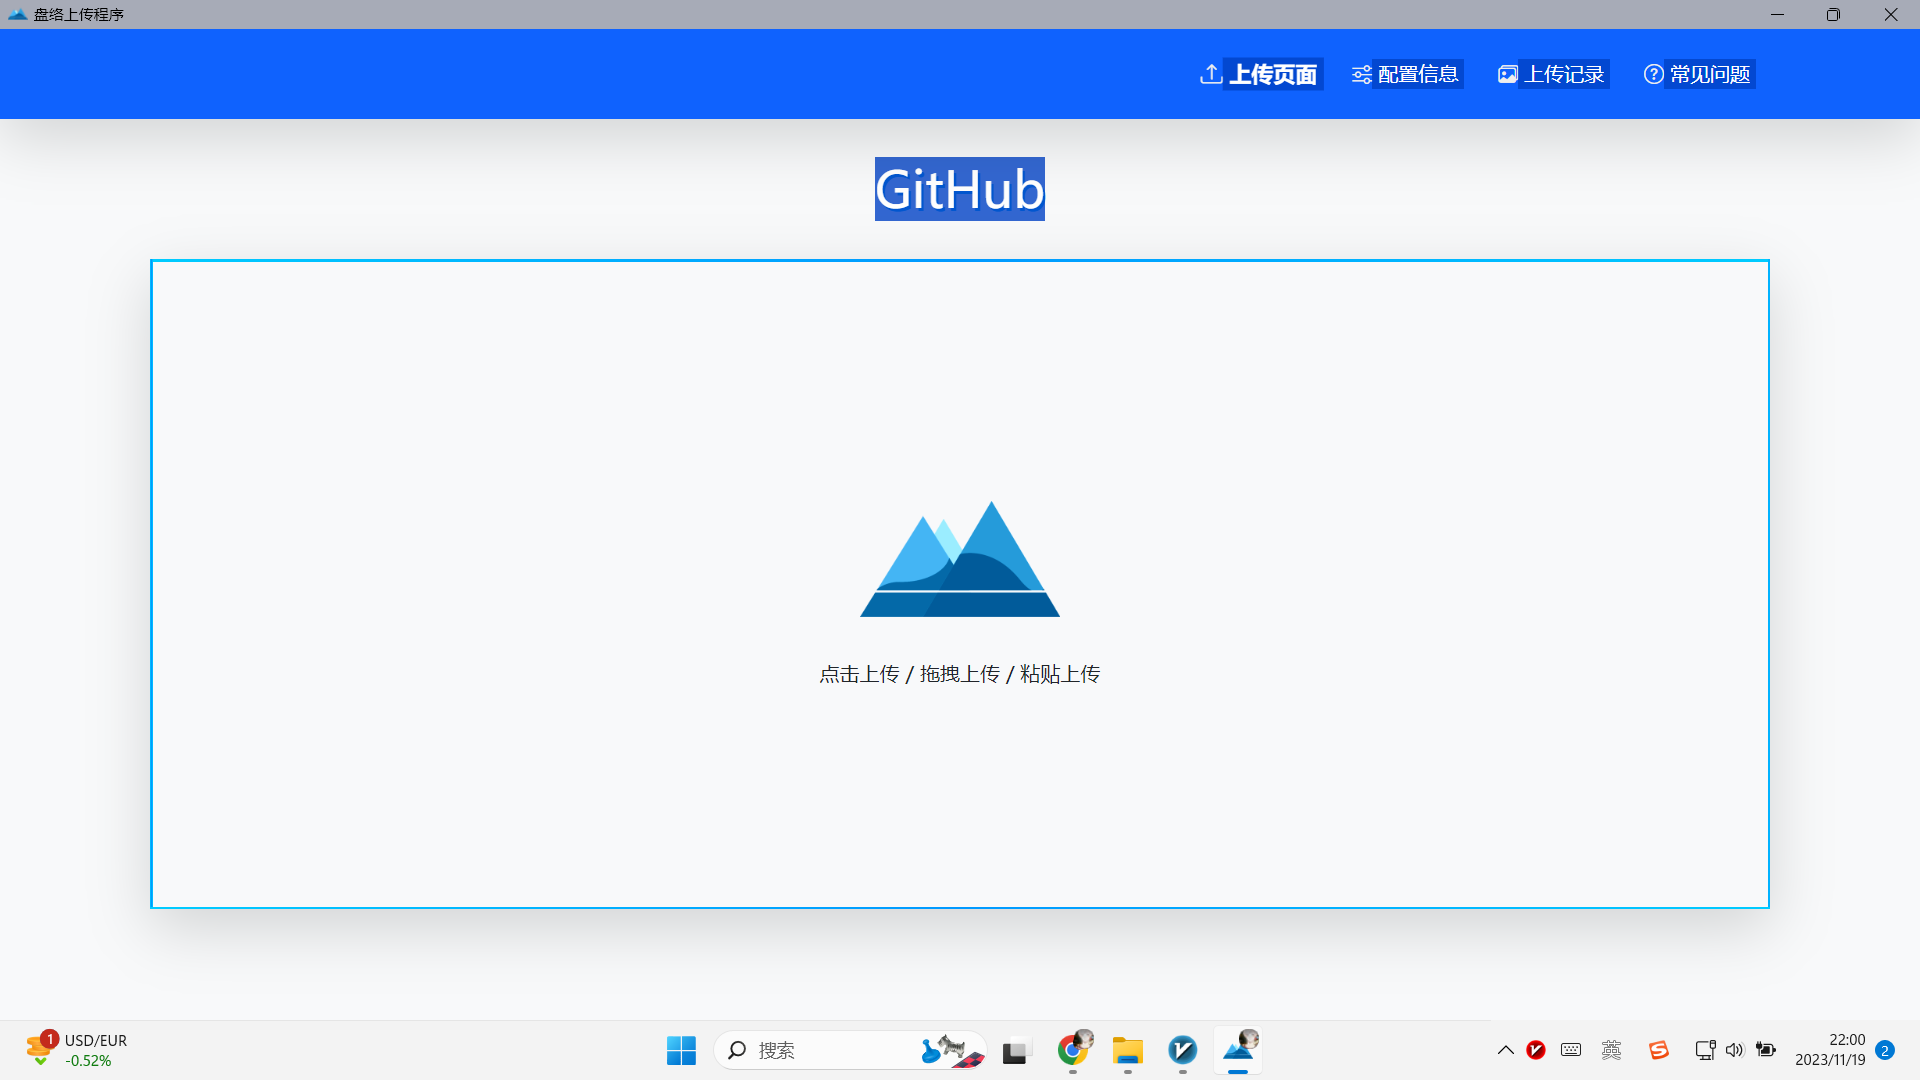 盘络上传程序
上传页面 配置信息 上传记录 常见问题
GitHub
点击上传 / 拖拽上传 / 粘贴上传
1 USD/EUR
-0.52%
搜索
英
22:00
2023/11/19
2